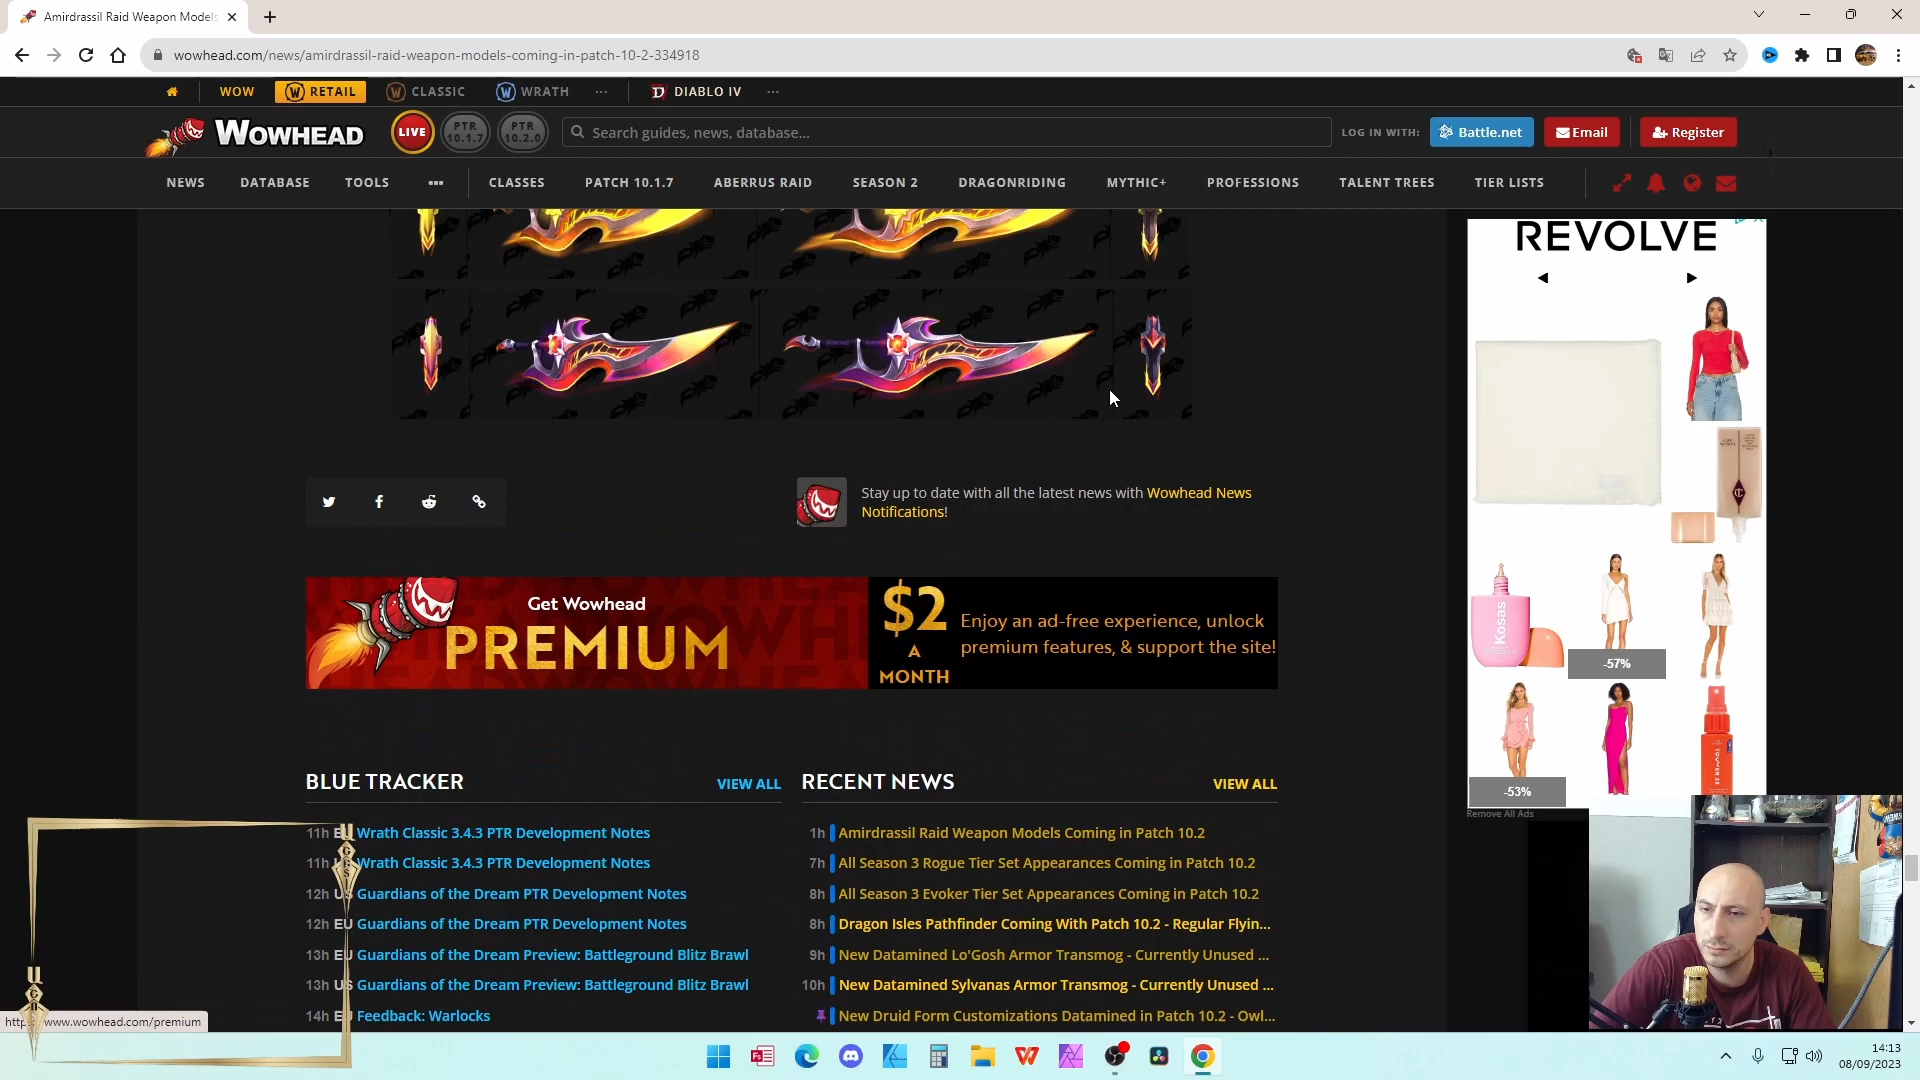 Amirdrassil Raid Weapon Models
wowhead.com/news/amirdrassil-raid-weapon-models-coming-in-patch-10-2-334918
WOW
RETAIL
CLASSIC
WRATH
DIABLO IV
WOWHEAD
LIVE
PTR
10.1.7
PTR
10.2.0
Search guides, news, database...
LOG IN WITH:
Battle.net
Email
Register
NEWS
DATABASE
TOOLS
CLASSES
PATCH 10.1.7
ABERRUS RAID
SEASON 2
DRAGONRIDING
MYTHIC+
PROFESSIONS
TALENT TREES
TIER LISTS
REVOLVE
Kosas
TOWER 28
-57%
-53%
Remove All Ads
Stay up to date with all the latest news with Wowhead News
Notifications!
Get Wowhead
PREMIUM
$2
A
MONTH
Enjoy an ad-free experience, unlock
premium features, & support the site!
BLUE TRACKER
VIEW ALL
11h EU Wrath Classic 3.4.3 PTR Development Notes
11h US Wrath Classic 3.4.3 PTR Development Notes
12h US Guardians of the Dream PTR Development Notes
12h EU Guardians of the Dream PTR Development Notes
13h EU Guardians of the Dream Preview: Battleground Blitz Brawl
13h US Guardians of the Dream Preview: Battleground Blitz Brawl
14h EU Feedback: Warlocks
RECENT NEWS
VIEW ALL
1h Amirdrassil Raid Weapon Models Coming in Patch 10.2
7h All Season 3 Rogue Tier Set Appearances Coming in Patch 10.2
8h All Season 3 Evoker Tier Set Appearances Coming in Patch 10.2
8h Dragon Isles Pathfinder Coming With Patch 10.2 - Regular Flyin...
9h New Datamined Lo'Gosh Armor Transmog - Currently Unused ...
10h New Datamined Sylvanas Armor Transmog - Currently Unused ...
New Druid Form Customizations Datamined in Patch 10.2 - Owl...
www.wowhead.com/premium
14:13
08/09/2023